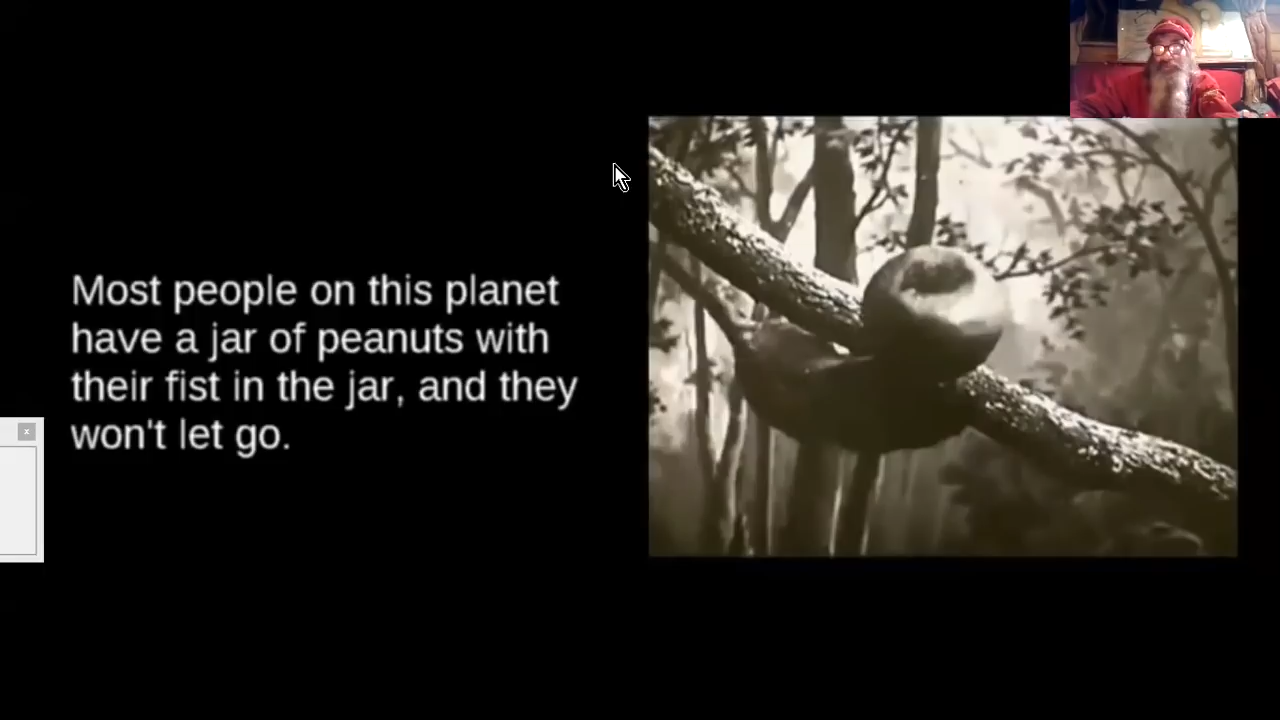 Most people on this planet
have a jar of peanuts with
their fist in the jar, and they
won't let go.